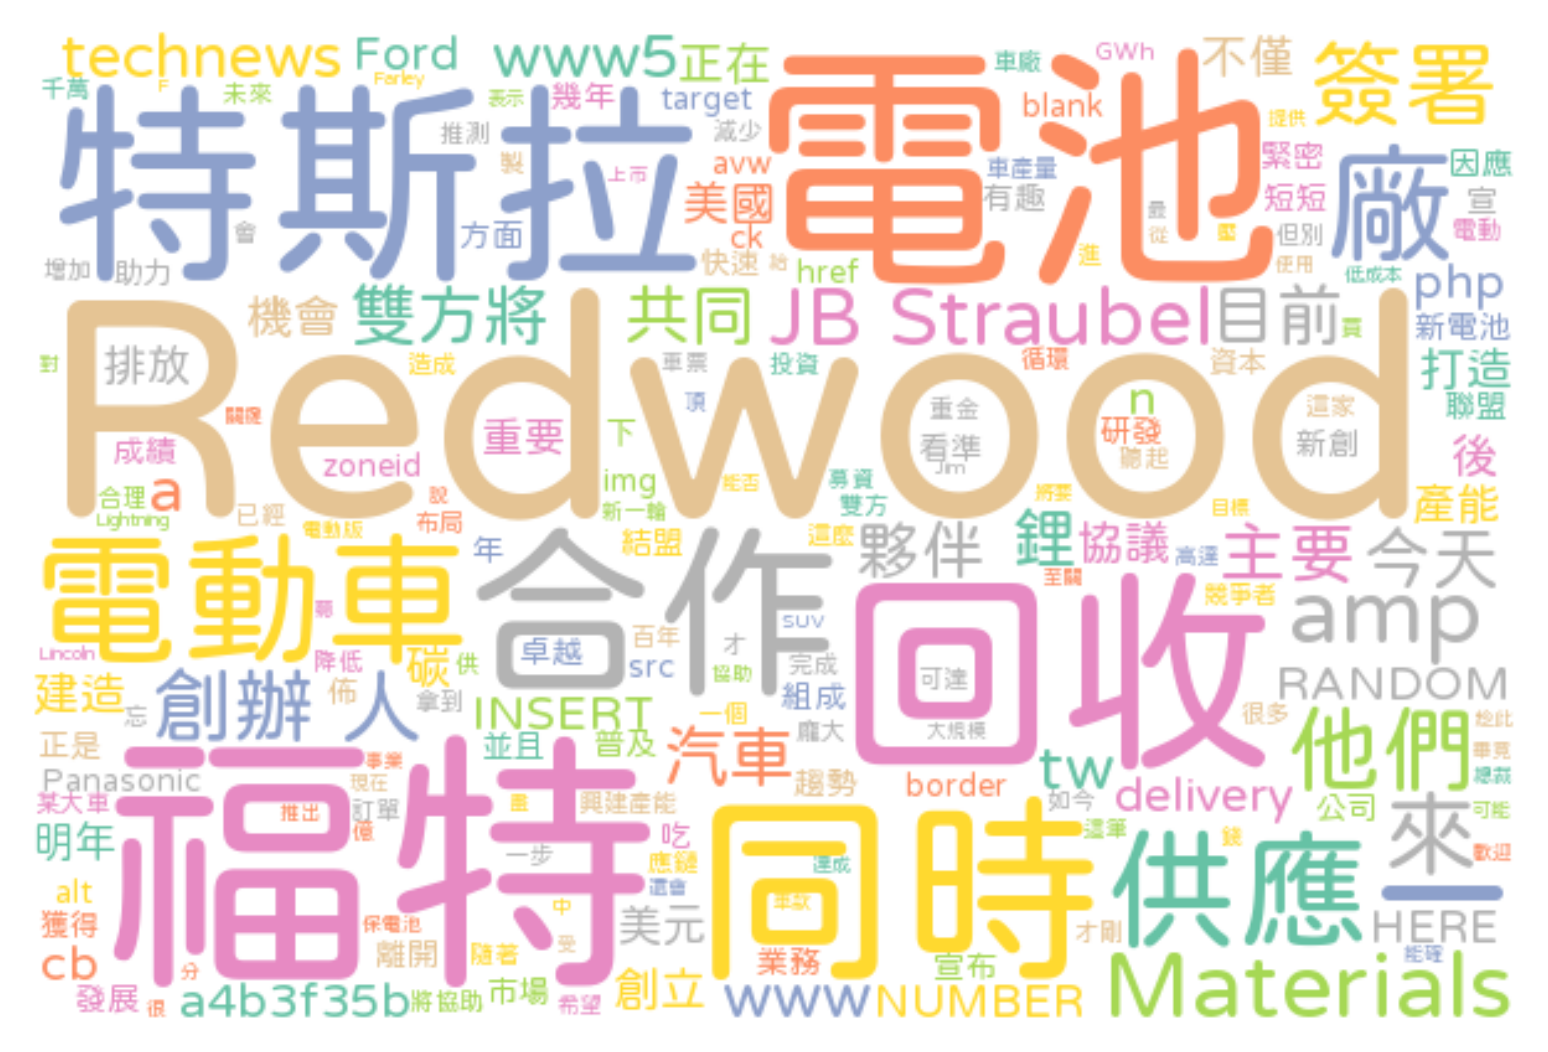 technews Ford www5 正在 車廠 GWh 不僅 簽署
千萬 F 未來 Farley 表示 幾年 target 電池 blank 提供
特斯拉 推測 製 上市 減少 avw 車產量 緊密 廠 因應
美國 有趣 最 短短 宣
會 方面 ck 從 但別 電動
增加 助力 快速 給 href 進 使用 低成本 php
機會 雙方將 共同 JB Straubel 目前 買 新電池
對 排放 造成 車票 投資 循環 資本 打造
Redwood
關鍵 頂 重金 這家 聯盟
成績 重要 下 看準 n 研發 新創 後
zoneid Jim 聽起
合理 a 說 img 能否 募資 將要 目標 產能
Lightning 已經 電動版 布局 新一輪 雙方
電動車 年 合作 結盟 這麼 夥伴 鋰 協議 高達 主要 今天
至關 競爭者
suv 回收 amp
Lincoln 降低 碳 供 卓越 百年 src 才 協助 完成 可達 RANDOM
建造 忘 創辦人 佈 拿到 INSERT 一個 組成 大規模 很多 他們
正是 並且 普及 汽車 龐大 畢竟
Panasonic 事業 現在 趨勢 border tw delivery 總裁
某大車 福特 推出 訂單 興建產能 如今 公司 來 可能
明年 億 一步 吃 同時 這筆 供應 錢 歡迎
應鏈 達成
alt 還會 車款 一
獲得 保電池 中 美元 才剛 HERE
cb 分 離開 隨著 受 業務 宣布 能確
發展 很 a4b3f35b 將協助 市場 希望 創立 www NUMBER Materials